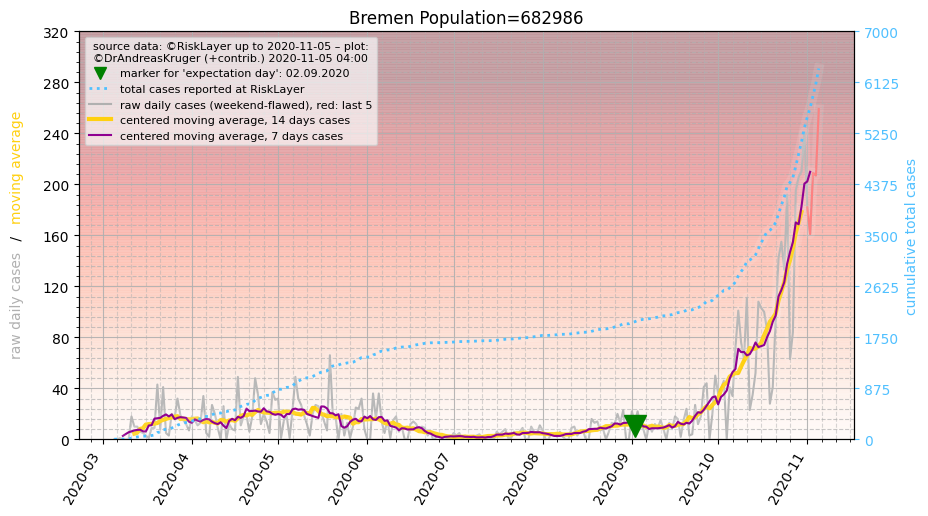 Bremen Population=682986
source data: ©RiskLayer up to 2020-11-05 – plot:
©DrAndreasKruger (+contrib.) 2020-11-05 04:00
marker for 'expectation day': 02.09.2020
total cases reported at RiskLayer
raw daily cases (weekend-flawed), red: last 5
centered moving average, 14 days cases
centered moving average, 7 days cases
raw daily cases / moving average
320
280
240
200
160
120
80
40
0
7000
6125
5250
4375
3500
2625
1750
875
0
cumulative total cases
2020-03
2020-04
2020-05
2020-06
2020-07
2020-08
2020-09
2020-10
2020-11